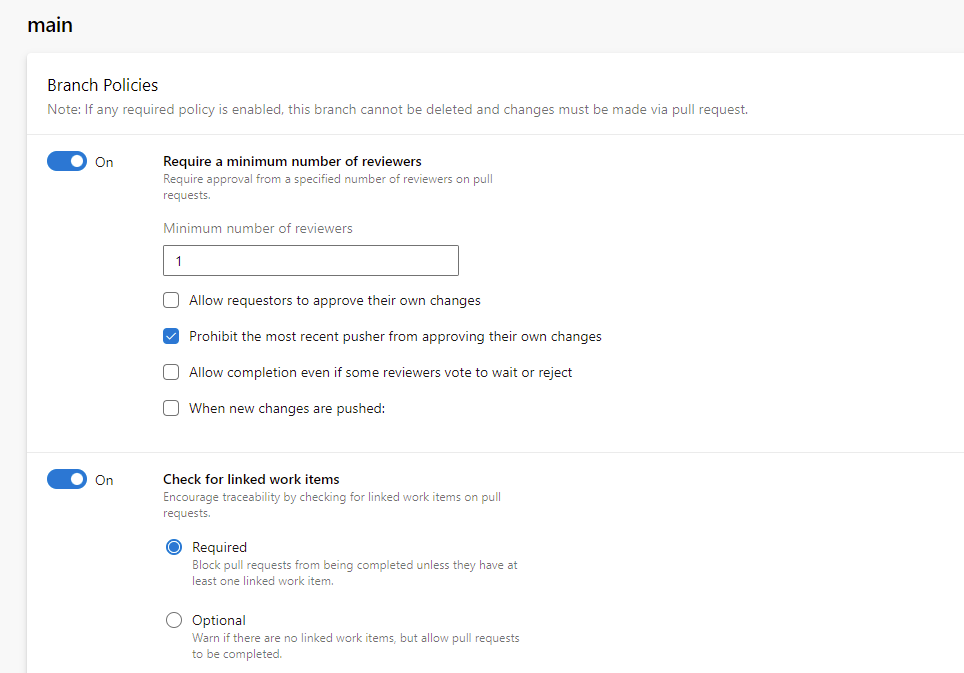 main
Branch Policies
Note: If any required policy is enabled, this branch cannot be deleted and changes must be made via pull request.
On
Require a minimum number of reviewers
Require approval from a specified number of reviewers on pull
requests.
Minimum number of reviewers
1
Allow requestors to approve their own changes
Prohibit the most recent pusher from approving their own changes
Allow completion even if some reviewers vote to wait or reject
When new changes are pushed:
On
Check for linked work items
Encourage traceability by checking for linked work items on pull
requests.
Required
Block pull requests from being completed unless they have at
least one linked work item.
Optional
Warn if there are no linked work items, but allow pull requests
to be completed.